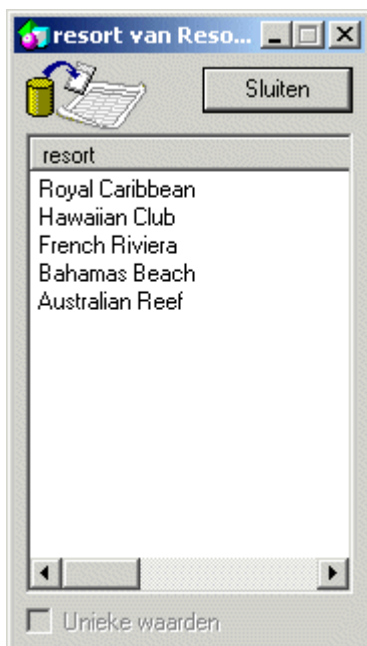 resort van Reso...
Sluiten
resort
Royal Caribbean
Hawaiian Club
French Riviera
Bahamas Beach
Australian Reef
Unieke waarden